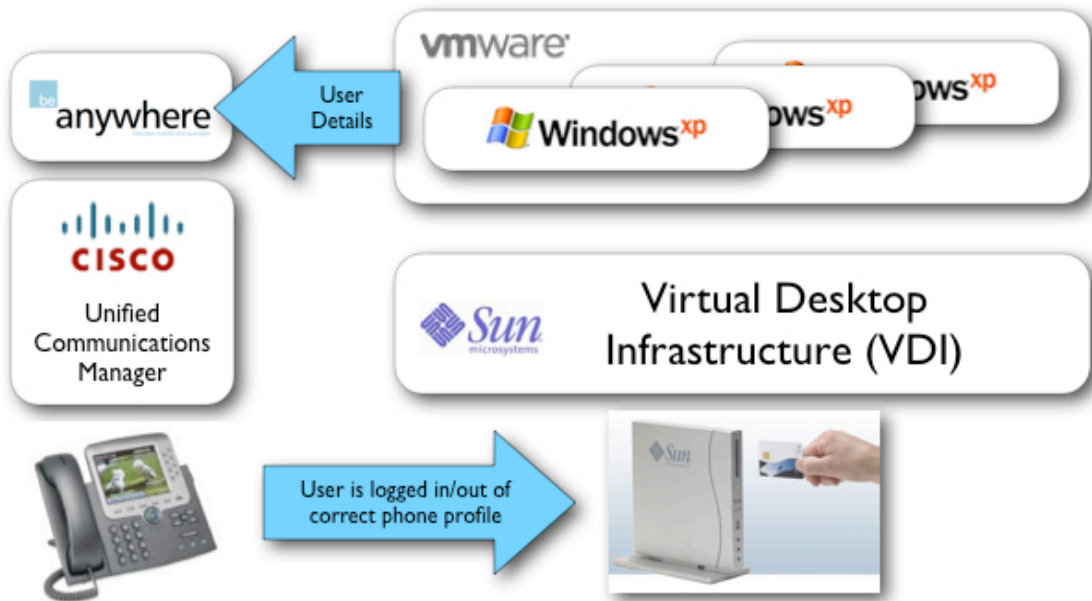 vmware
be
anywhere
User
Details
Windows xp
ows xp
ows xp
CISCO
Unified
Communications
Manager
Sun
microsystems
Virtual Desktop
Infrastructure (VDI)
User is logged in/out of
correct phone profile
Sun